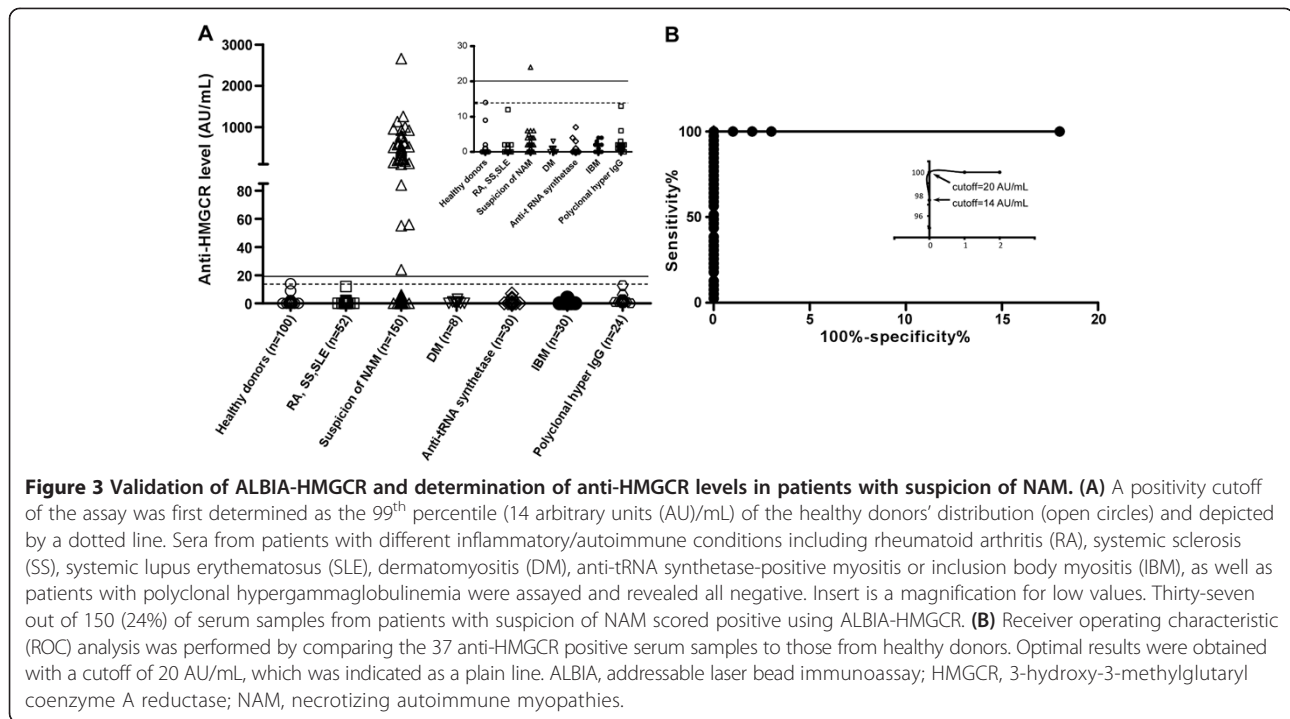 A
B
Anti-HMGCR level (AU/mL)
3000
2000
1000
80
60
40
20
0
30
20
10
0
Healthy donors
RA, SS,SLE
Suspicion of NAM
DM
Anti-t RNA synthetase
IBM
Polyclonal hyper IgG
Healthy donors (n=100)
RA, SS,SLE (n=52)
Suspicion of NAM (n=150)
DM (n=8)
Anti-tRNA synthetase (n=30)
IBM (n=30)
Polyclonal hyper IgG (n=24)
Sensitivity%
100
50
0
0
5
10
15
20
100%-specificity%
100
98
96
0
1
2
cutoff=20 AU/mL
cutoff=14 AU/mL
Figure 3 Validation of ALBIA-HMGCR and determination of anti-HMGCR levels in patients with suspicion of NAM. (A) A positivity cutoff
of the assay was first determined as the 99th percentile (14 arbitrary units (AU)/mL) of the healthy donors' distribution (open circles) and depicted
by a dotted line. Sera from patients with different inflammatory/autoimmune conditions including rheumatoid arthritis (RA), systemic sclerosis
(SS), systemic lupus erythematosus (SLE), dermatomyositis (DM), anti-tRNA synthetase-positive myositis or inclusion body myositis (IBM), as well as
patients with polyclonal hypergammaglobulinemia were assayed and revealed all negative. Insert is a magnification for low values. Thirty-seven
out of 150 (24%) of serum samples from patients with suspicion of NAM scored positive using ALBIA-HMGCR. (B) Receiver operating characteristic
(ROC) analysis was performed by comparing the 37 anti-HMGCR positive serum samples to those from healthy donors. Optimal results were obtained
with a cutoff of 20 AU/mL, which was indicated as a plain line. ALBIA, addressable laser bead immunoassay; HMGCR, 3-hydroxy-3-methylglutaryl
coenzyme A reductase; NAM, necrotizing autoimmune myopathies.